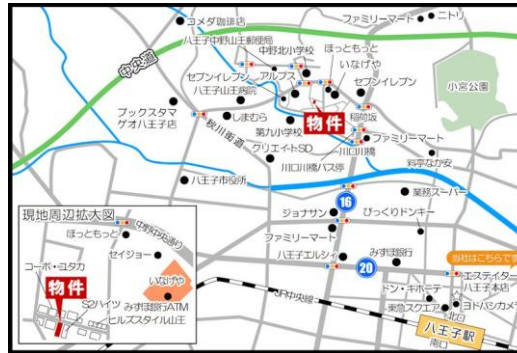 コメダ珈琲店
ファミリーマート
ニトリ
八王子中野山王郵便局
中央道
中野北小学校
ほっともっと
セブンイレブン
アルプス
いなげや
八王子山王病院
セブンイレブン
小宮公園
ブックスタマ
ゲオ八王子店
しまむら
物件
稲荷坂
秋川街道
第九小学校
ファミリーマート
クリエイトSD
川口川橋
料亭なか安
川口川橋バス停
八王子市役所
業務スーパー
16
現地周辺拡大図
ジョナサン
びっくりドンキー
中野中央通り
ほっともっと
ファミリーマート
セイジョー
八王子エルシィ
みずほ銀行
当社はこちらです
コーポ・ユタカ
いなげや
20
エステイター
八王子本店
物件
S2ハイツ
JR中央線
ドン・キホーテ
みずほ銀行ATM
東急スクエア
北口
ヨドバシカメラ
ヒルズスタイル山王
八王子駅
南口